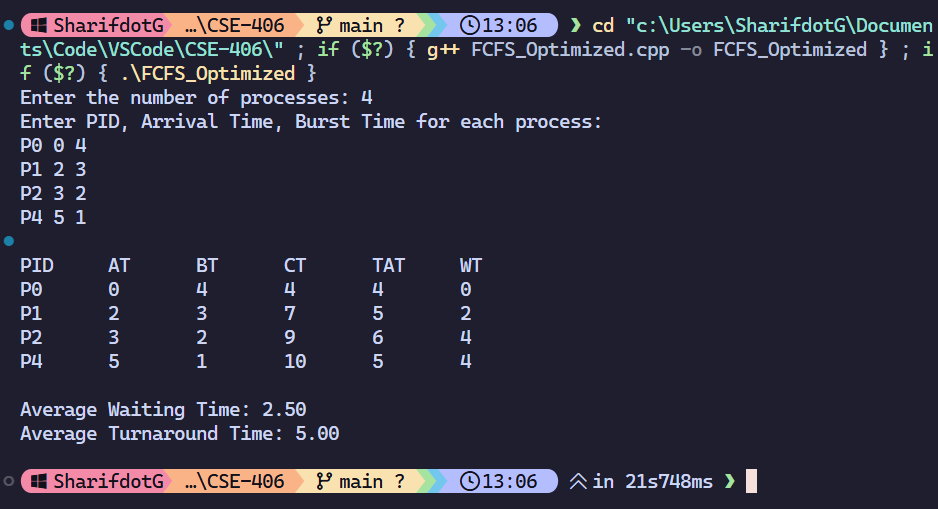 SharifdotG …\CSE-406 main ? 13:06 ❯ cd "c:\Users\SharifdotG\Documen
ts\Code\VSCode\CSE-406\" ; if ($?) { g++ FCFS_Optimized.cpp -o FCFS_Optimized } ; i
f ($?) { .\FCFS_Optimized }
Enter the number of processes: 4
Enter PID, Arrival Time, Burst Time for each process:
P0 0 4
P1 2 3
P2 3 2
P4 5 1
PID AT BT CT TAT WT
P0 0 4 4 4 0
P1 2 3 7 5 2
P2 3 2 9 6 4
P4 5 1 10 5 4
Average Waiting Time: 2.50
Average Turnaround Time: 5.00
SharifdotG …\CSE-406 main ? 13:06 in 21s748ms ❯